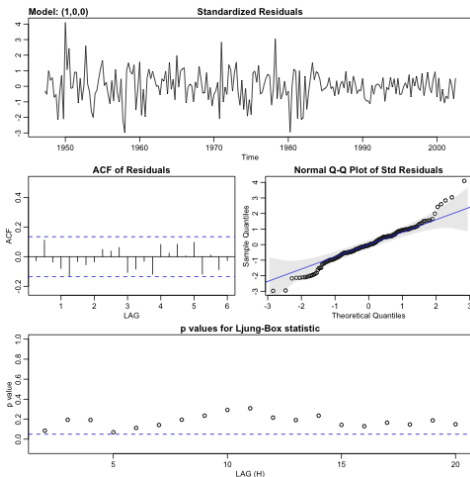 Model: (1,0,0) Standardized Residuals
4
3
2
1
0
-1
-2
-3
1950 1960 1970 1980 1990 2000
Time
ACF of Residuals
ACF
0.4
0.2
0.0
-0.2
1 2 3 4 5 6
LAG
Normal Q-Q Plot of Std Residuals
Sample Quantiles
4
3
2
1
0
-1
-2
-3
-3 -2 -1 0 1 2 3
Theoretical Quantiles
p values for Ljung-Box statistic
p value
1.0
0.8
0.6
0.4
0.2
0.0
5 10 15 20
LAG (H)